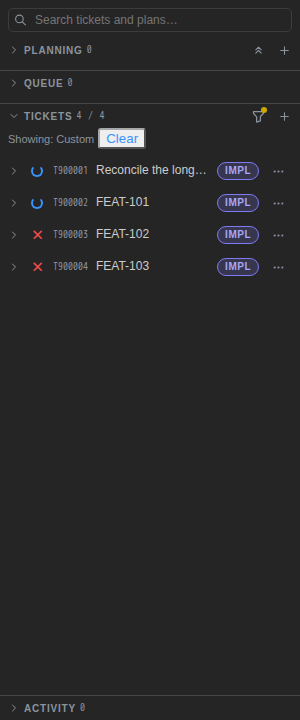 Search tickets and plans…
PLANNING 0
QUEUE 0
TICKETS 4 / 4
Showing: Custom Clear
T900001 Reconcile the long… IMPL
T900002 FEAT-101 IMPL
T900003 FEAT-102 IMPL
T900004 FEAT-103 IMPL
ACTIVITY 0